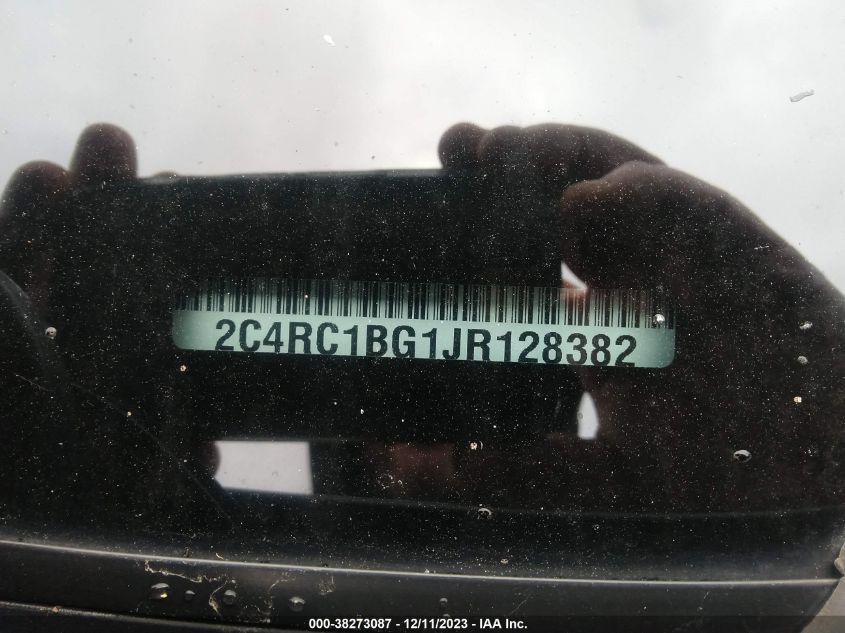 2C4RC1BG1JR128382
000-38273087 - 12/11/2023 - IAA Inc.